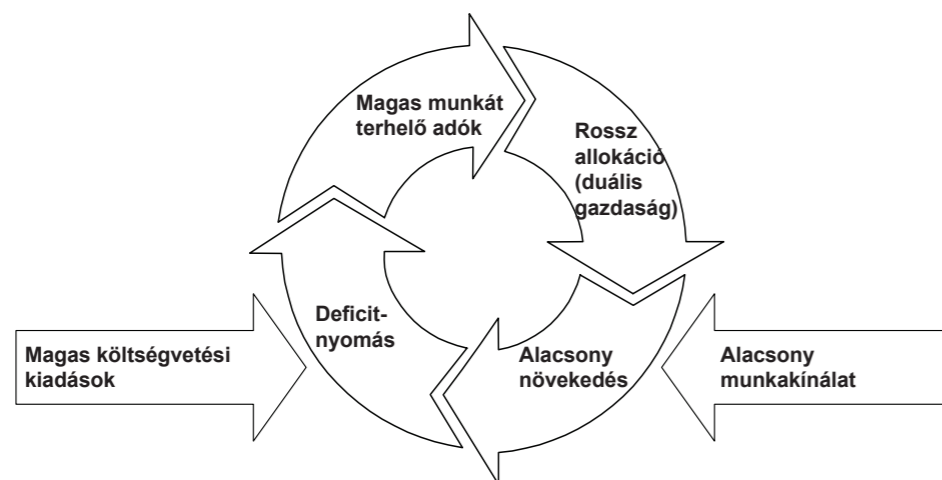 Magas munkát
terhelő adók
Rossz
allokáció
(duális
gazdaság)
Deficit-
nyomás
Alacsony
növekedés
Magas költségvetési
kiadások
Alacsony
munkakínálat